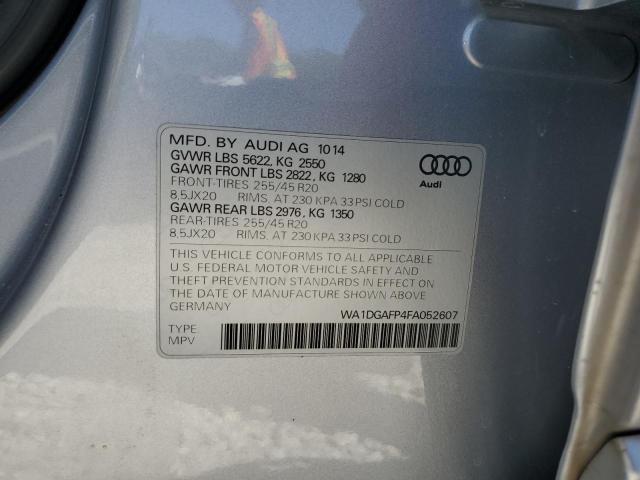 MFD. BY AUDI AG 10 14
GVWR LBS 5622, KG 2550
GAWR FRONT LBS 2822, KG 1280
FRONT-TIRES 255/45 R20
8,5JX20 RIMS, AT 230 KPA 33 PSI COLD
GAWR REAR LBS 2976, KG 1350
REAR-TIRES 255/45 R20
8,5JX20 RIMS, AT 230 KPA 33 PSI COLD
Audi
THIS VEHICLE CONFORMS TO ALL APPLICABLE
U.S. FEDERAL MOTOR VEHICLE SAFETY AND
THEFT PREVENTION STANDARDS IN EFFECT ON
THE DATE OF MANUFACTURE SHOWN ABOVE.
GERMANY
WA1DGAFP4FA052607
TYPE
MPV